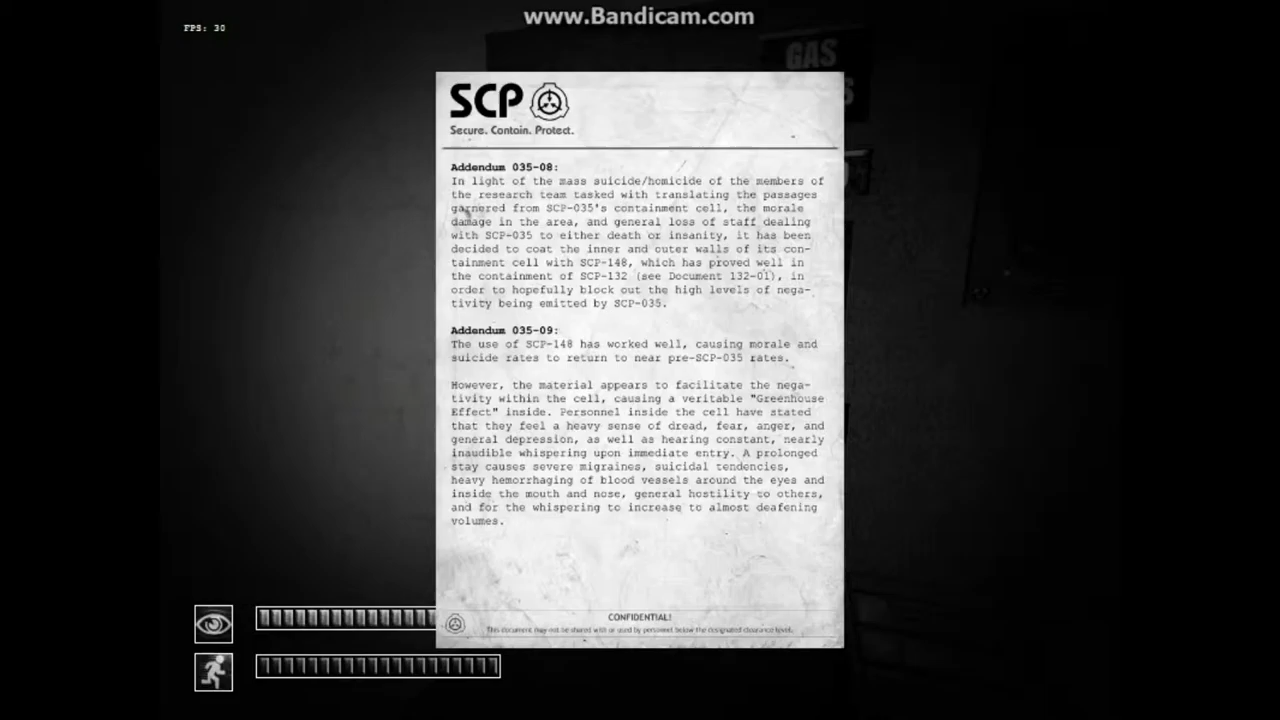 www.Bandicam.com
FPS: 30
GAS
SCP
Secure. Contain. Protect.
Addendum 035-08:
In light of the mass suicide/homicide of the members of
the research team tasked with translating the passages
garnered from SCP-035's containment cell, the morale
damage in the area, and general loss of staff dealing
with SCP-035 to either death or insanity, it has been
decided to coat the inner and outer walls of its con-
tainment cell with SCP-148, which has proved well in
the containment of SCP-132 (see Document 132-01), in
order to hopefully block out the high levels of nega-
tivity being emitted by SCP-035.
Addendum 035-09:
The use of SCP-148 has worked well, causing morale and
suicide rates to return to near pre-SCP-035 rates.
However, the material appears to facilitate the nega-
tivity within the cell, causing a veritable "Greenhouse
Effect" inside. Personnel inside the cell have stated
that they feel a heavy sense of dread, fear, anger, and
general depression, as well as hearing constant, nearly
inaudible whispering upon immediate entry. A prolonged
stay causes severe migraines, suicidal tendencies,
heavy hemorrhaging of blood vessels around the eyes and
inside the mouth and nose, general hostility to others,
and for the whispering to increase to almost deafening
volumes.
CONFIDENTIAL!
This document may not be shared with or used by personnel below the designated clearance level.